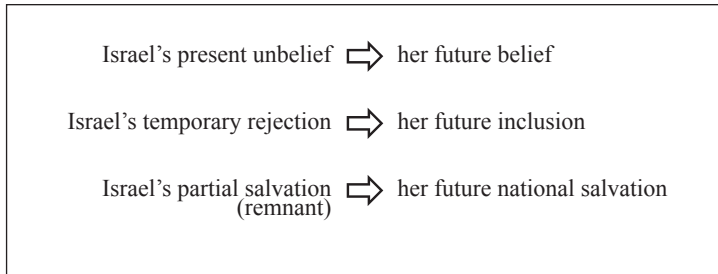 Israel’s present unbelief ⇨ her future belief
Israel’s temporary rejection ⇨ her future inclusion
Israel’s partial salvation ⇨ her future national salvation
(remnant)